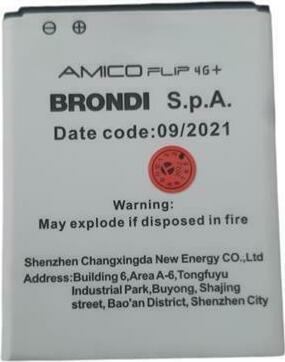 AMICO FLIP 4G+
BRONDI S.p.A.
Date code:09/2021
Warning:
May explode if disposed in fire
Shenzhen Changxingda New Energy CO.,Ltd
Address:Building 6,Area A-6,Tongfuyu
Industrial Park,Buyong, Shajing
street, Bao'an District, Shenzhen City